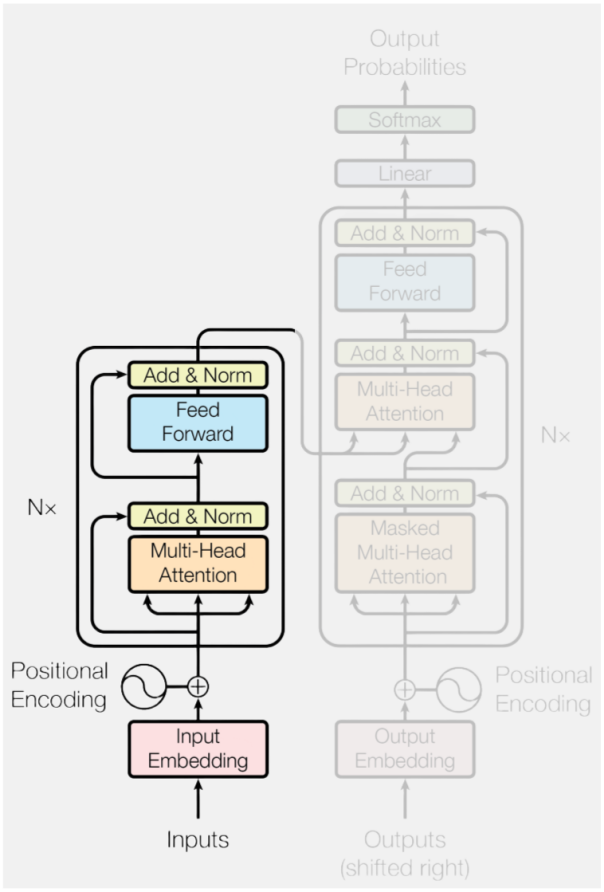 Output
Probabilities
Softmax
Linear
Add & Norm
Feed
Forward
Add & Norm
Multi-Head
Attention
Add & Norm
Masked
Multi-Head
Attention
N×
Positional
Encoding
Output
Embedding
Outputs
(shifted right)
Add & Norm
Feed
Forward
Add & Norm
Multi-Head
Attention
N×
Positional
Encoding
Input
Embedding
Inputs